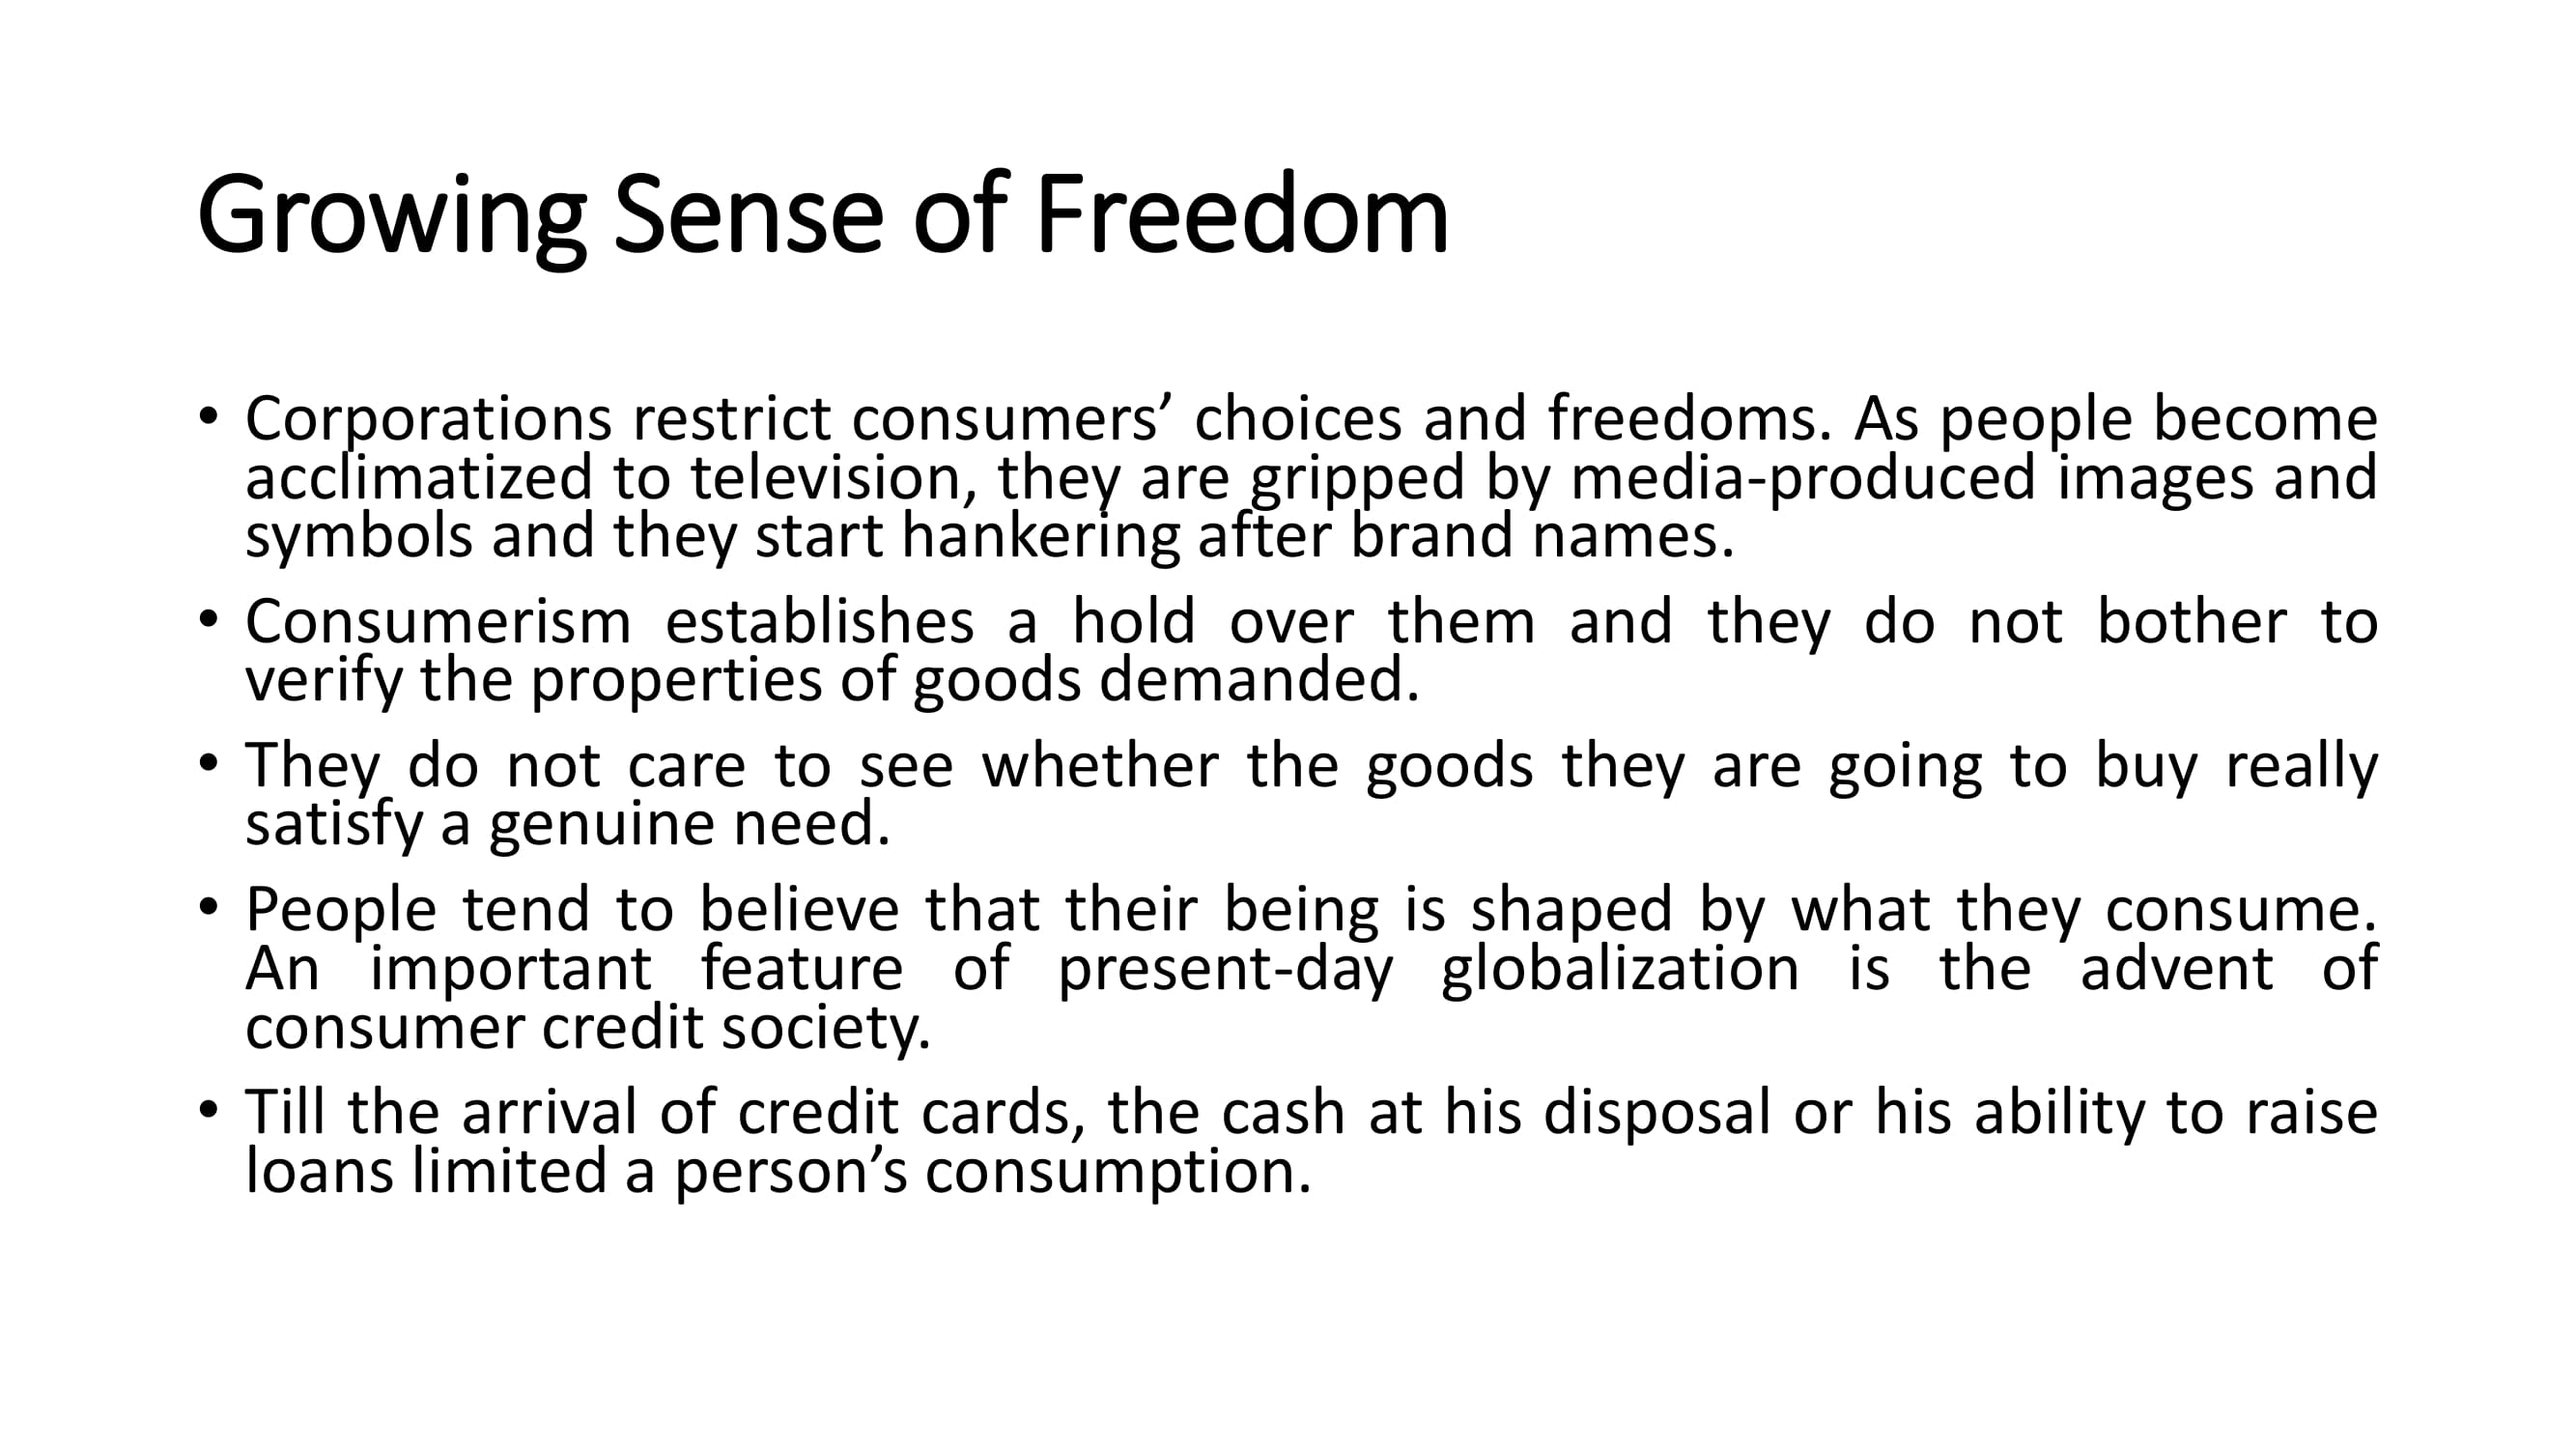 Growing Sense of Freedom
• Corporations restrict consumers’ choices and freedoms. As people become
acclimatized to television, they are gripped by media-produced images and
symbols and they start hankering after brand names.
• Consumerism establishes a hold over them and they do not bother to
verify the properties of goods demanded.
• They do not care to see whether the goods they are going to buy really
satisfy a genuine need.
• People tend to believe that their being is shaped by what they consume.
An important feature of present-day globalization is the advent of
consumer credit society.
• Till the arrival of credit cards, the cash at his disposal or his ability to raise
loans limited a person’s consumption.